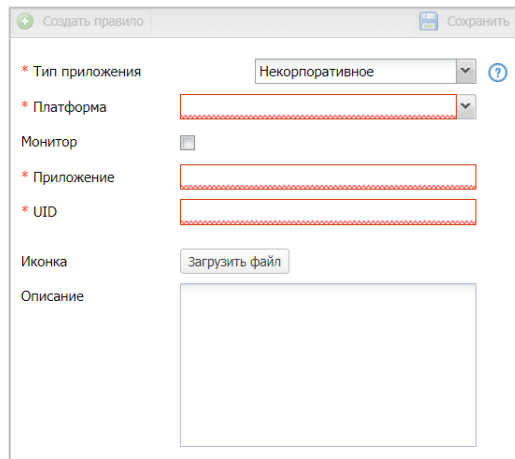 Создать правило Сохранить
* Тип приложения Некорпоративное ?
* Платформа
Монитор
* Приложение
* UID
Иконка Загрузить файл
Описание